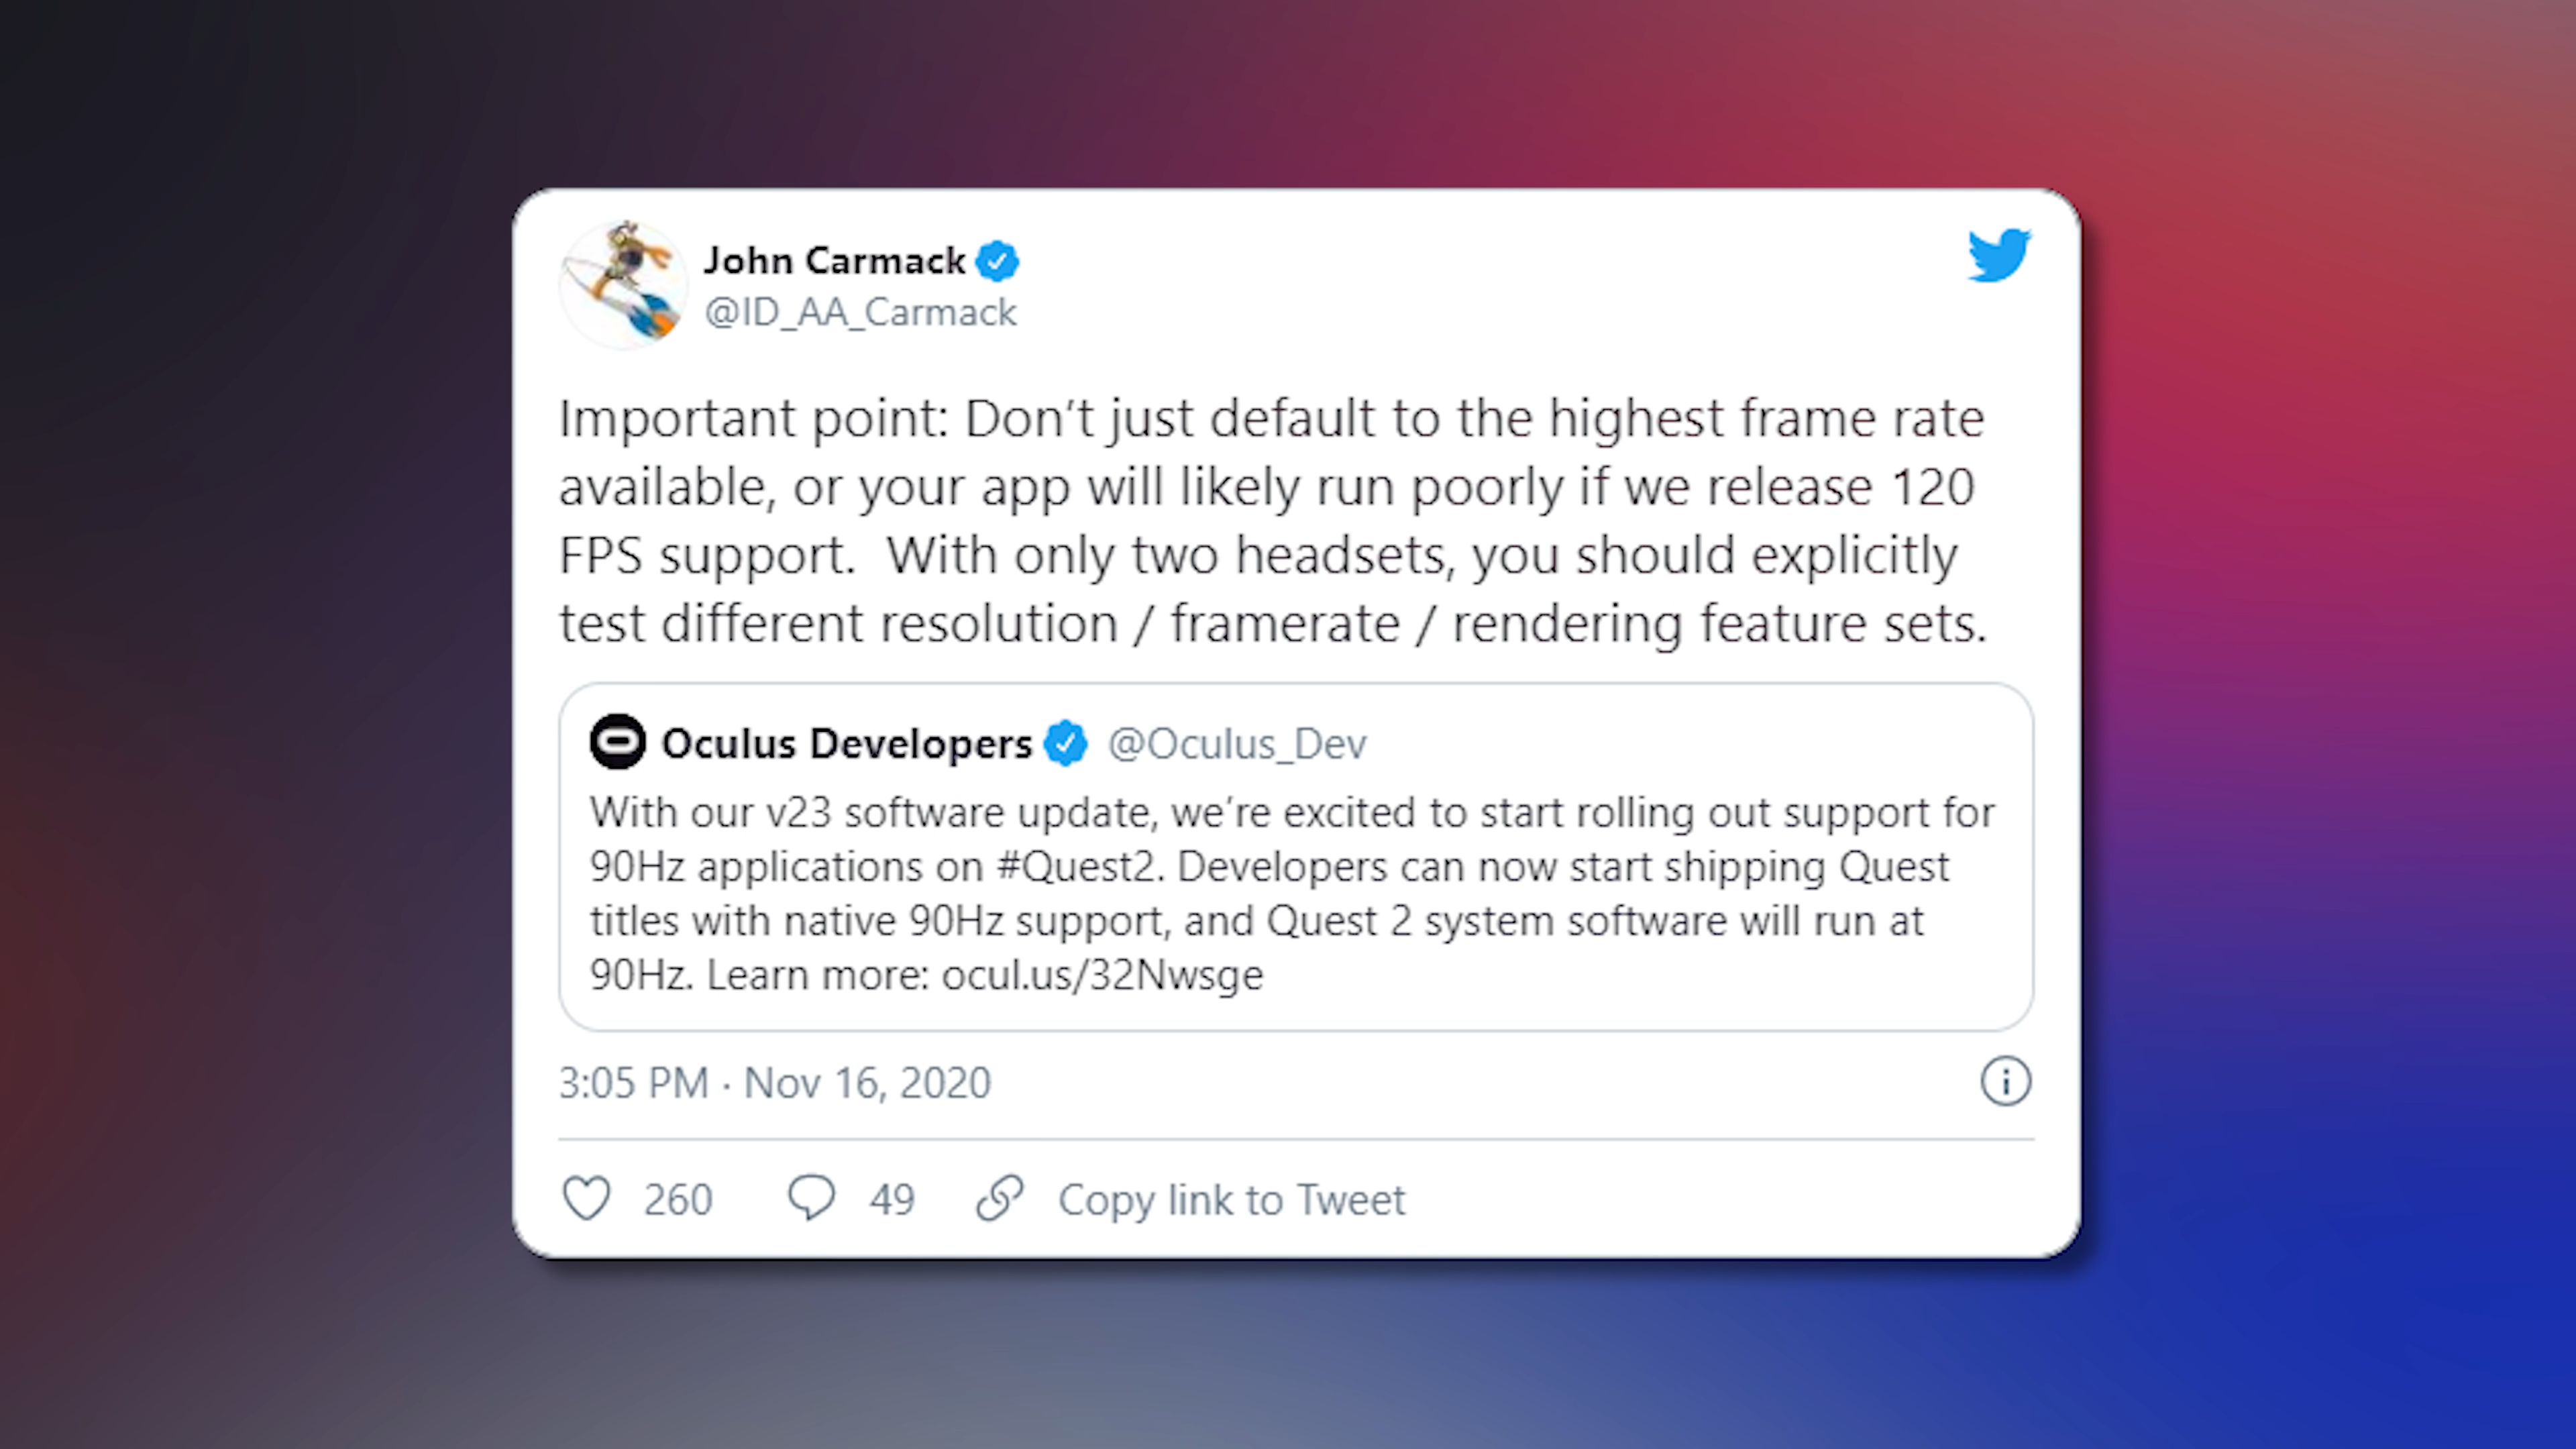 John Carmack
@ID_AA_Carmack
Important point: Don’t just default to the highest frame rate
available, or your app will likely run poorly if we release 120
FPS support.  With only two headsets, you should explicitly
test different resolution / framerate / rendering feature sets.
Oculus Developers @Oculus_Dev
With our v23 software update, we’re excited to start rolling out support for
90Hz applications on #Quest2. Developers can now start shipping Quest
titles with native 90Hz support, and Quest 2 system software will run at
90Hz. Learn more: ocul.us/32Nwsge
3:05 PM · Nov 16, 2020
260 49 Copy link to Tweet